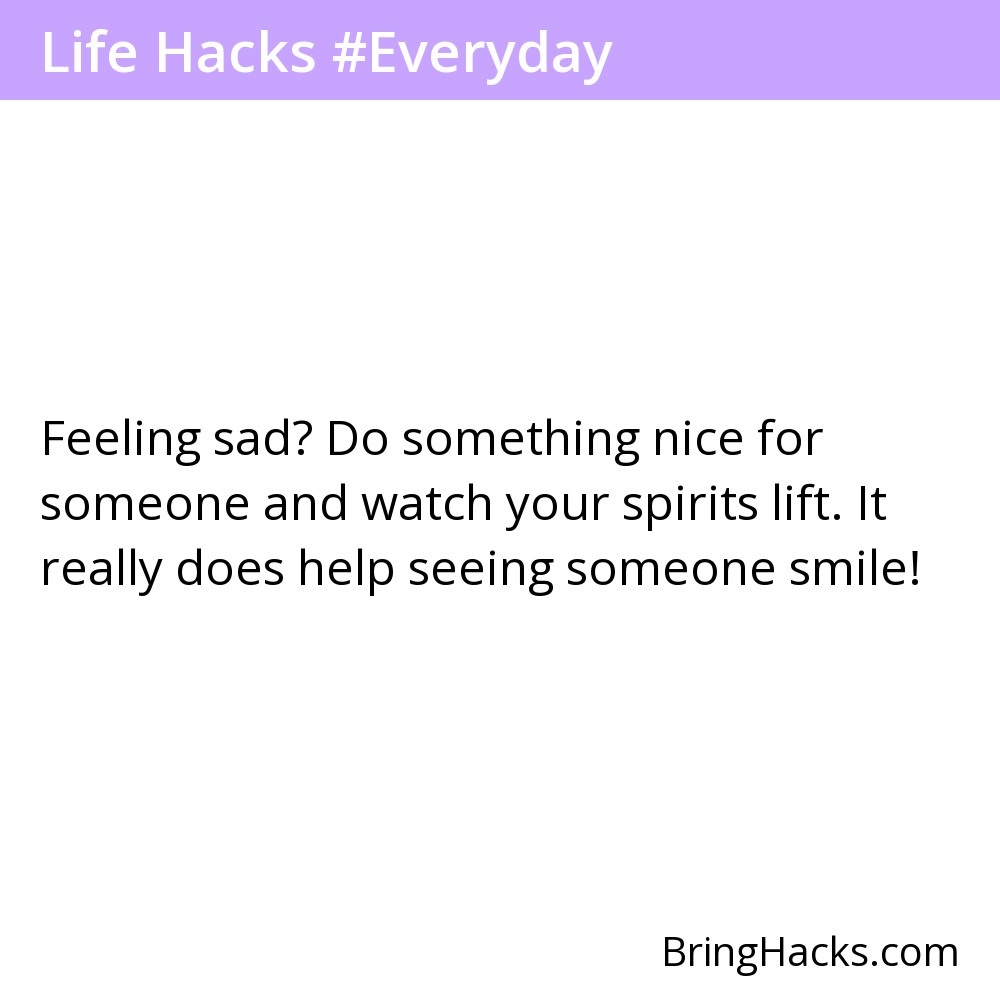 Life Hacks #Everyday
Feeling sad? Do something nice for
someone and watch your spirits lift. It
really does help seeing someone smile!
BringHacks.com